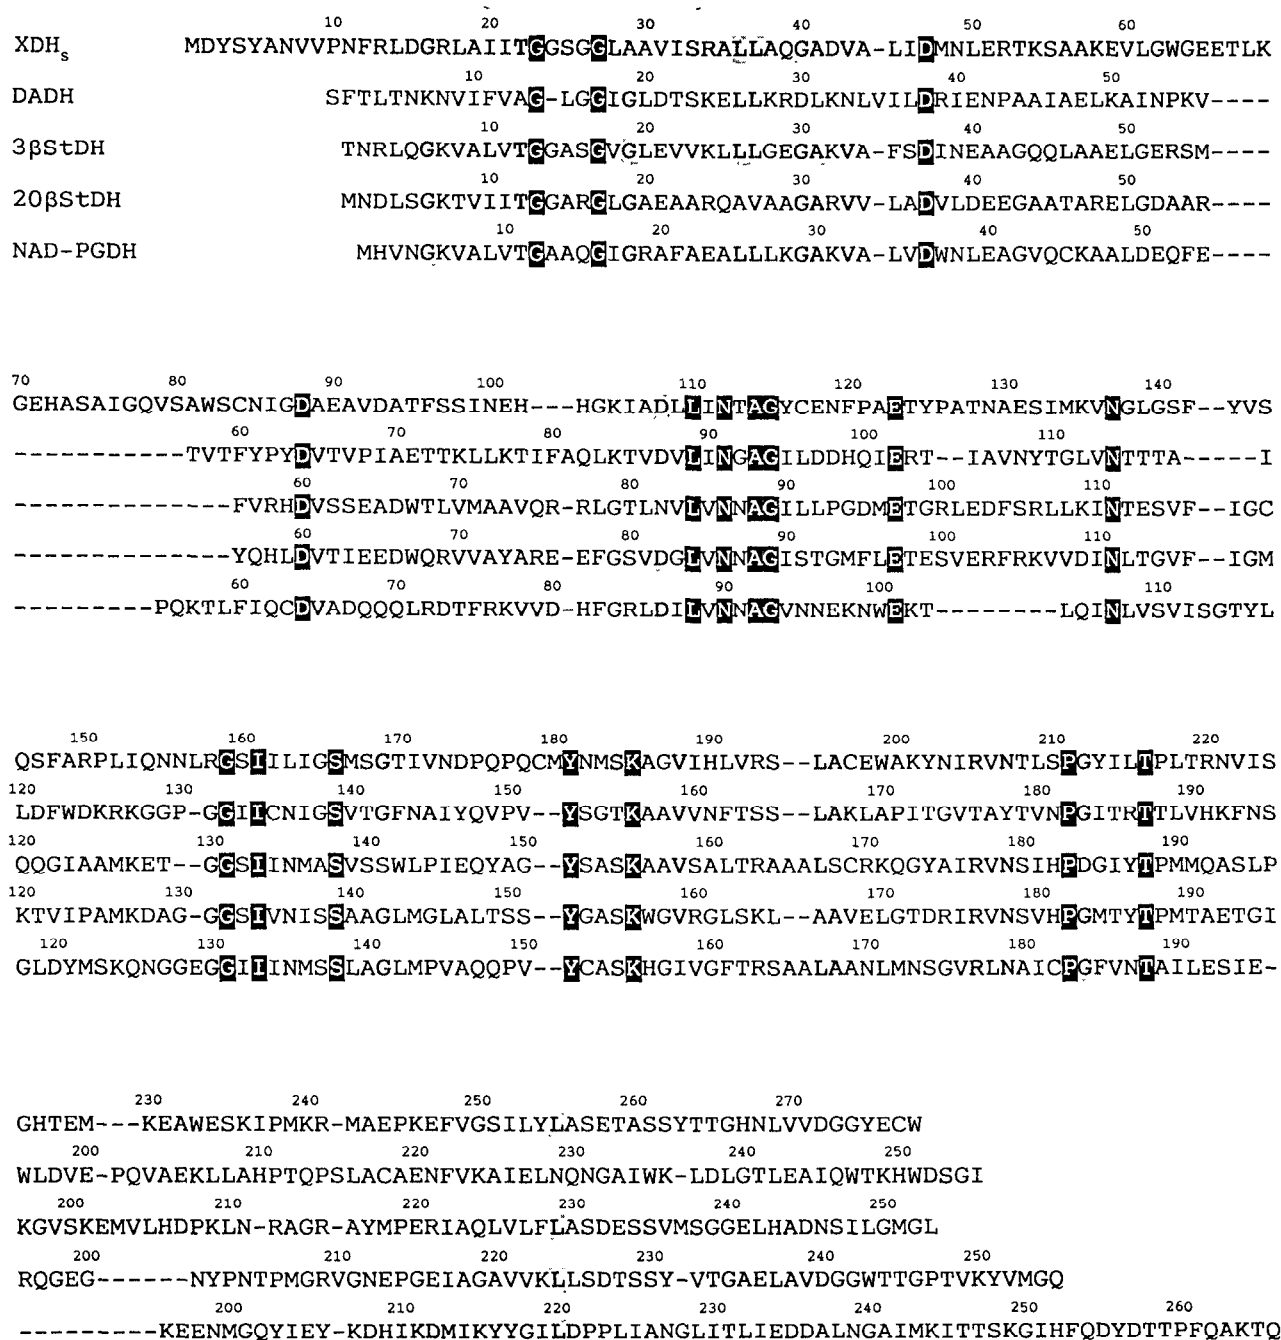 10 20 30 40 50 60
XDHs MDYSYANVVPNFRLDGRLAIITGGSGGLAAVISRALLAQGADVA-LIDMNLERTKSAAKEVLGWGEETLK
10 20 30 40 50
DADH SFTLTNKNVIFVAG-LGGIGLDTSKELLKRDLKNLVILDRIENPAAIAELKAINPKV----
10 20 30 40 50
3βStDH TNRLQGKVALVTGGASGVGLEVVKLLLGEGAKVA-FSDINEAAGQQLAAELGERSM----
10 20 30 40 50
20βStDH MNDLSGKTVIITGGARGLGAEAARQAVAAGARVV-LADVLDEEGAATARELGDAAR----
10 20 30 40 50
NAD-PGDH MHVNGKVALVTGAAQGIGRAFAEALLLKGAKVA-LVDWNLEAGVQCKAALDEQFE----
70 80 90 100 110 120 130 140
GEHASAIGQVSAWSCNIGDAEAVDATFSSINEH---HGKIADLLINTAGYCENFPAETYPATNAESIMKVNGLGSF--YVS
60 70 80 90 100 110
-----------TVTFYPYDVTVPIAETTKLLKTIFAQLKTVDVLINGAGILDDHQIERT--IAVNYTGLVNTTTA-----I
60 70 80 90 100 110
--------------FVRHDVSSEADWTLVMAAVQR-RLGTLNVLVNNAGILLPGDMETGRLEDFSRLLKINTESVF--IGC
60 70 80 90 100 110
--------------YQHLDVTIEEDWQRVVAYARE-EFGSVDGLVNNAGISTGMFLETESVERFRKVVDINLTGVF--IGM
60 70 80 90 100 110
---------PQKTLFIQCDVADQQQLRDTFRKVVD-HFGRLDILVNNAGVNNEKNWEKT--------LQINLVSVISGTYL
150 160 170 180 190 200 210 220
QSFARPLIQNNLRGSIILIGSMSGTIVNDPQPQCMYNMSKAGVIHLVRS--LACEWAKYNIRVNTLSPGYILTPLTRNVIS
120 130 140 150 160 170 180 190
LDFWDKRKGGP-GGIICNIGSVTGFNAIYQVPV--YSGTKAAVVNFTSS--LAKLAPITGVTAYTVNPGITRTTLVHKFNS
120 130 140 150 160 170 180 190
QQGIAAMKET--GGSIINMASVSSWLPIEQYAG--YSASKAAVSALTRAAALSCRKQGYAIRVNSIHPDGIYTPMMQASLP
120 130 140 150 160 170 180 190
KTVIPAMKDAG-GGSIVNISSAAGLMGLALTSS--YGASKWGVRGLSKL--AAVELGTDRIRVNSVHPGMTYTPMTAETGI
120 130 140 150 160 170 180 190
GLDYMSKQNGGEGGIIINMSSLAGLMPVAQQPV--YCASKHGIVGFTRSAALAANLMNSGVRLNAICPGFVNTAILESIE-
230 240 250 260 270
GHTEM---KEAWESKIPMKR-MAEPKEFVGSILYLASETASSYTTGHNLVVDGGYECW
200 210 220 230 240 250
WLDVE-PQVAEKLLAHPTQPSLACAENFVKAIELNQNGAIWK-LDLGTLEAIQWTKHWDSGI
200 210 220 230 240 250
KGVSKEMVLHDPKLN-RAGR-AYMPERIAQLVLFLASDESSVMSGGELHADNSILGMGL
200 210 220 230 240 250
RQGEG------NYPNTPMGRVGNEPGEIAGAVVKLLSDTSSY-VTGAELAVDGGWTTGPTVKYVMGQ
200 210 220 230 240 250 260
---------KEENMGQYIEY-KDHIKDMIKYYGILDPPLIANGLITLIEDDALNGAIMKITTSKGIHFQDYDTTPFQAKTQ